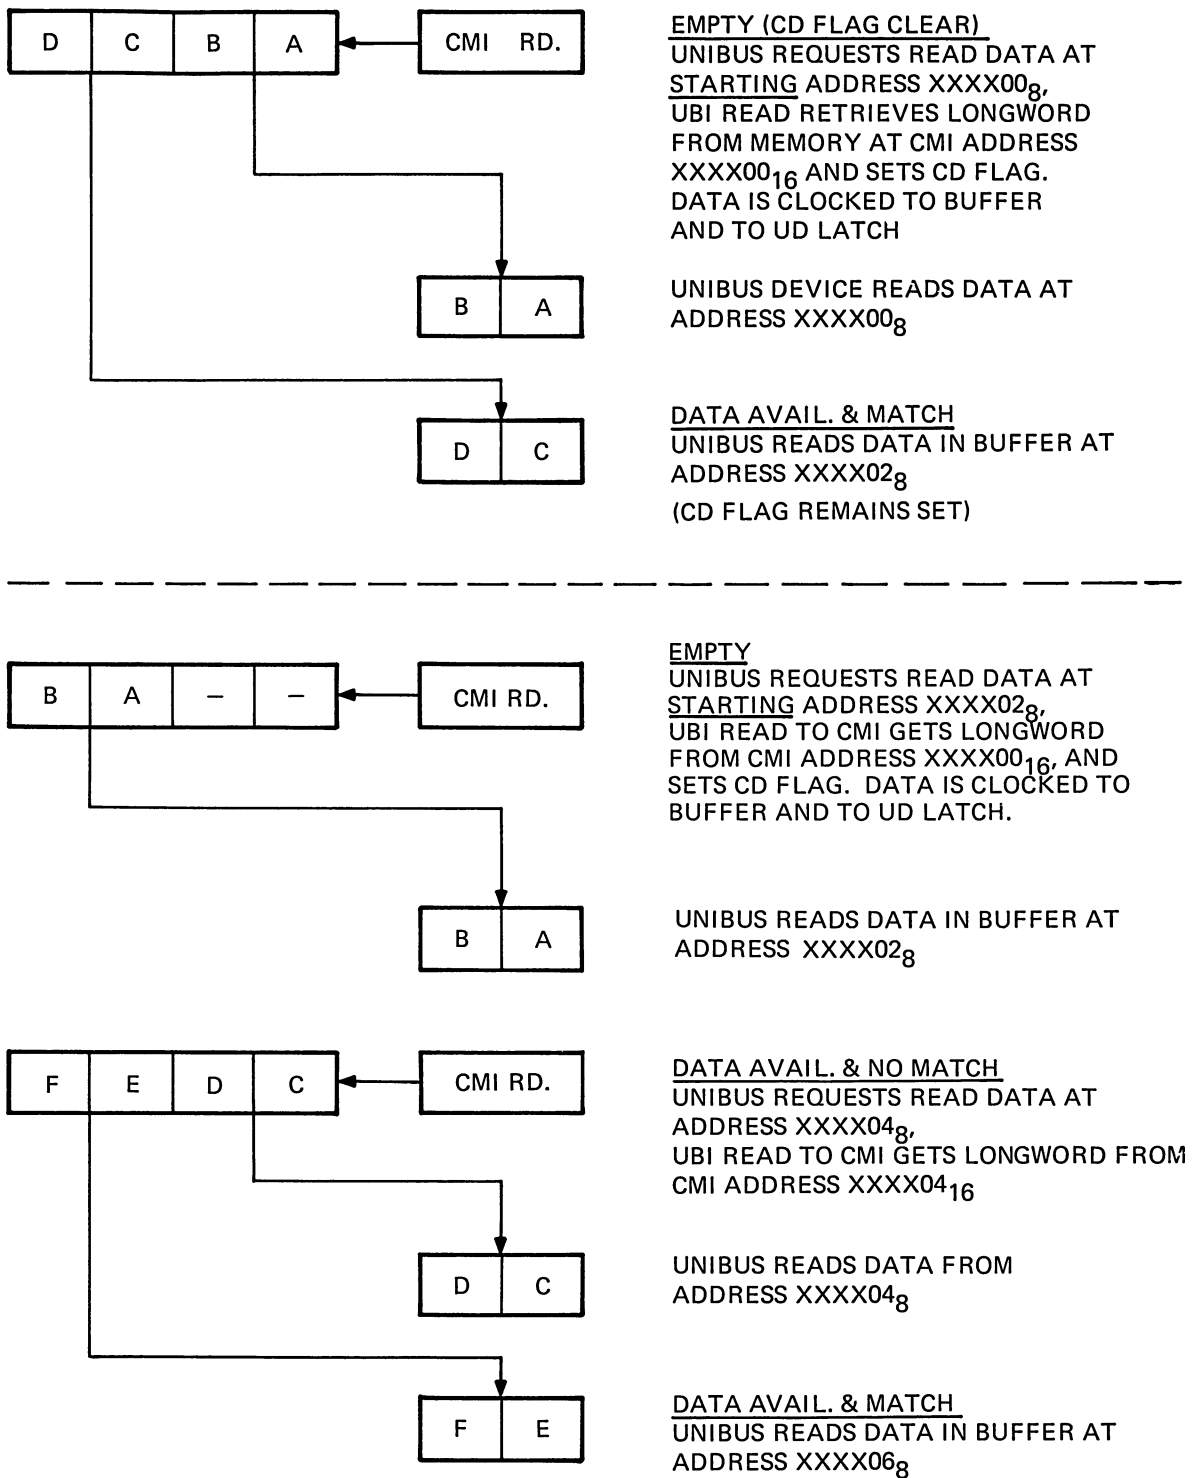 D C B A
CMI RD.
EMPTY (CD FLAG CLEAR)
UNIBUS REQUESTS READ DATA AT
STARTING ADDRESS XXXX00₈,
UBI READ RETRIEVES LONGWORD
FROM MEMORY AT CMI ADDRESS
XXXX00₁₆ AND SETS CD FLAG.
DATA IS CLOCKED TO BUFFER
AND TO UD LATCH
B A
UNIBUS DEVICE READS DATA AT
ADDRESS XXXX00₈
D C
DATA AVAIL. & MATCH
UNIBUS READS DATA IN BUFFER AT
ADDRESS XXXX02₈
(CD FLAG REMAINS SET)
B A – –
CMI RD.
EMPTY
UNIBUS REQUESTS READ DATA AT
STARTING ADDRESS XXXX02₈,
UBI READ TO CMI GETS LONGWORD
FROM CMI ADDRESS XXXX00₁₆, AND
SETS CD FLAG. DATA IS CLOCKED TO
BUFFER AND TO UD LATCH.
B A
UNIBUS READS DATA IN BUFFER AT
ADDRESS XXXX02₈
F E D C
CMI RD.
DATA AVAIL. & NO MATCH
UNIBUS REQUESTS READ DATA AT
ADDRESS XXXX04₈,
UBI READ TO CMI GETS LONGWORD FROM
CMI ADDRESS XXXX04₁₆
D C
UNIBUS READS DATA FROM
ADDRESS XXXX04₈
F E
DATA AVAIL. & MATCH
UNIBUS READS DATA IN BUFFER AT
ADDRESS XXXX06₈